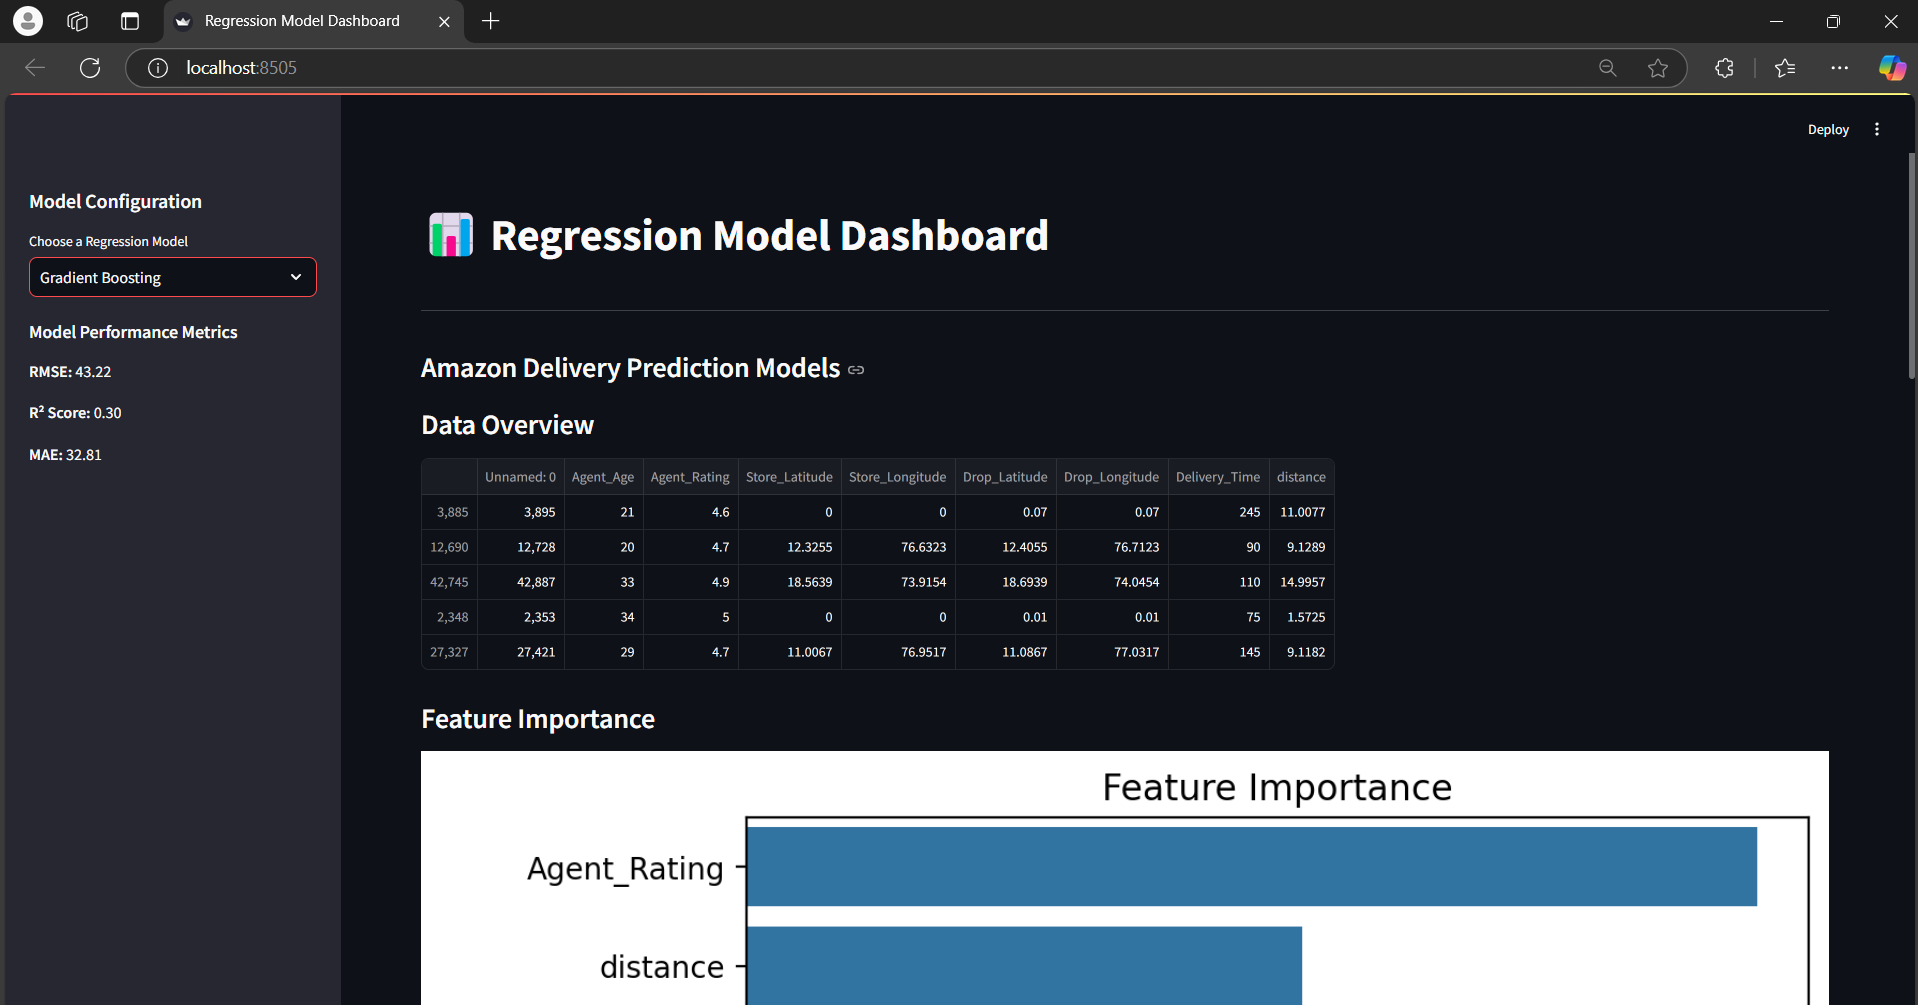 Regression Model Dashboard
localhost:8505
Deploy
Model Configuration
Choose a Regression Model
Gradient Boosting
Model Performance Metrics
RMSE: 43.22
R² Score: 0.30
MAE: 32.81
Regression Model Dashboard
Amazon Delivery Prediction Models
Data Overview
Unnamed: 0 Agent_Age Agent_Rating Store_Latitude Store_Longitude Drop_Latitude Drop_Longitude Delivery_Time distance
3,885 3,895 21 4.6 0 0 0.07 0.07 245 11.0077
12,690 12,728 20 4.7 12.3255 76.6323 12.4055 76.7123 90 9.1289
42,745 42,887 33 4.9 18.5639 73.9154 18.6939 74.0454 110 14.9957
2,348 2,353 34 5 0 0 0.01 0.01 75 1.5725
27,327 27,421 29 4.7 11.0067 76.9517 11.0867 77.0317 145 9.1182
Feature Importance
Feature Importance
Agent_Rating
distance